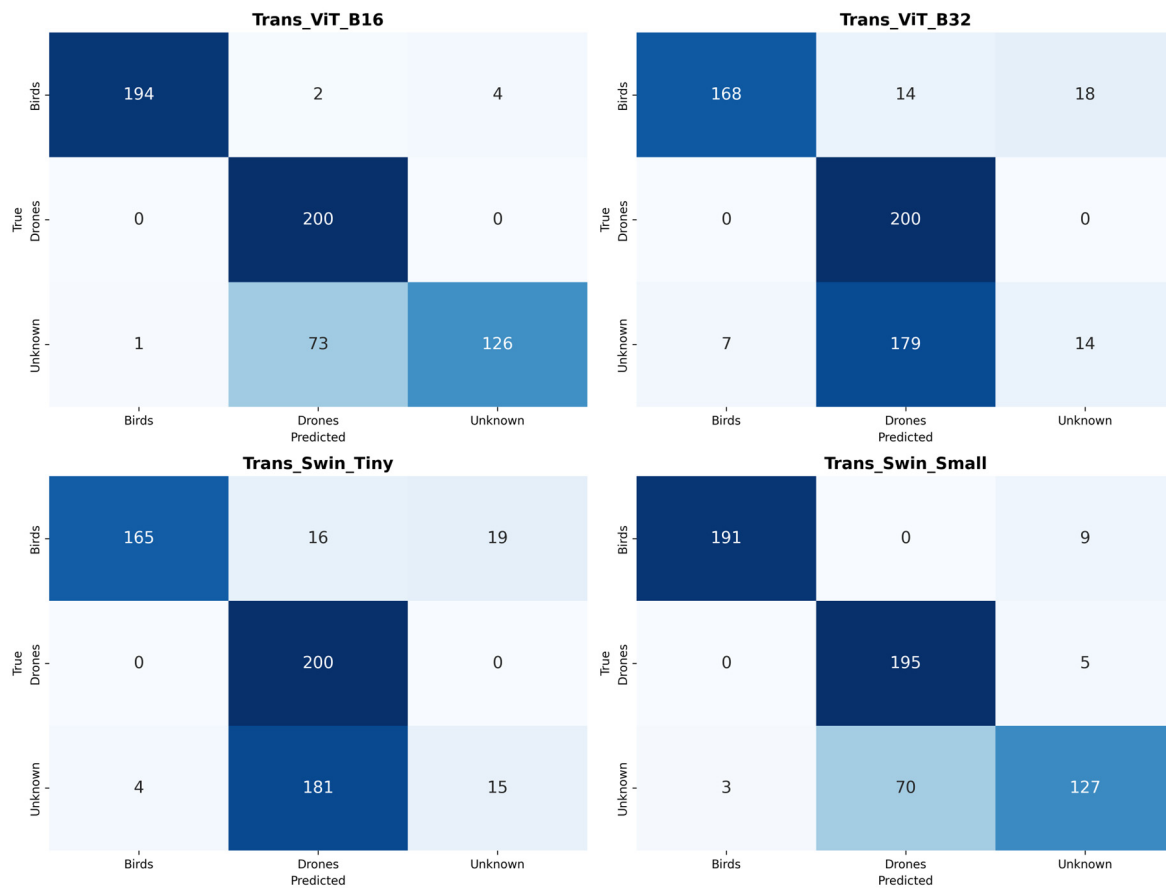 Trans_ViT_B16
Birds
194 2 4
True
Drones
0 200 0
Unknown
1 73 126
Birds Drones Unknown
Predicted
Trans_ViT_B32
Birds
168 14 18
True
Drones
0 200 0
Unknown
7 179 14
Birds Drones Unknown
Predicted
Trans_Swin_Tiny
Birds
165 16 19
True
Drones
0 200 0
Unknown
4 181 15
Birds Drones Unknown
Predicted
Trans_Swin_Small
Birds
191 0 9
True
Drones
0 195 5
Unknown
3 70 127
Birds Drones Unknown
Predicted